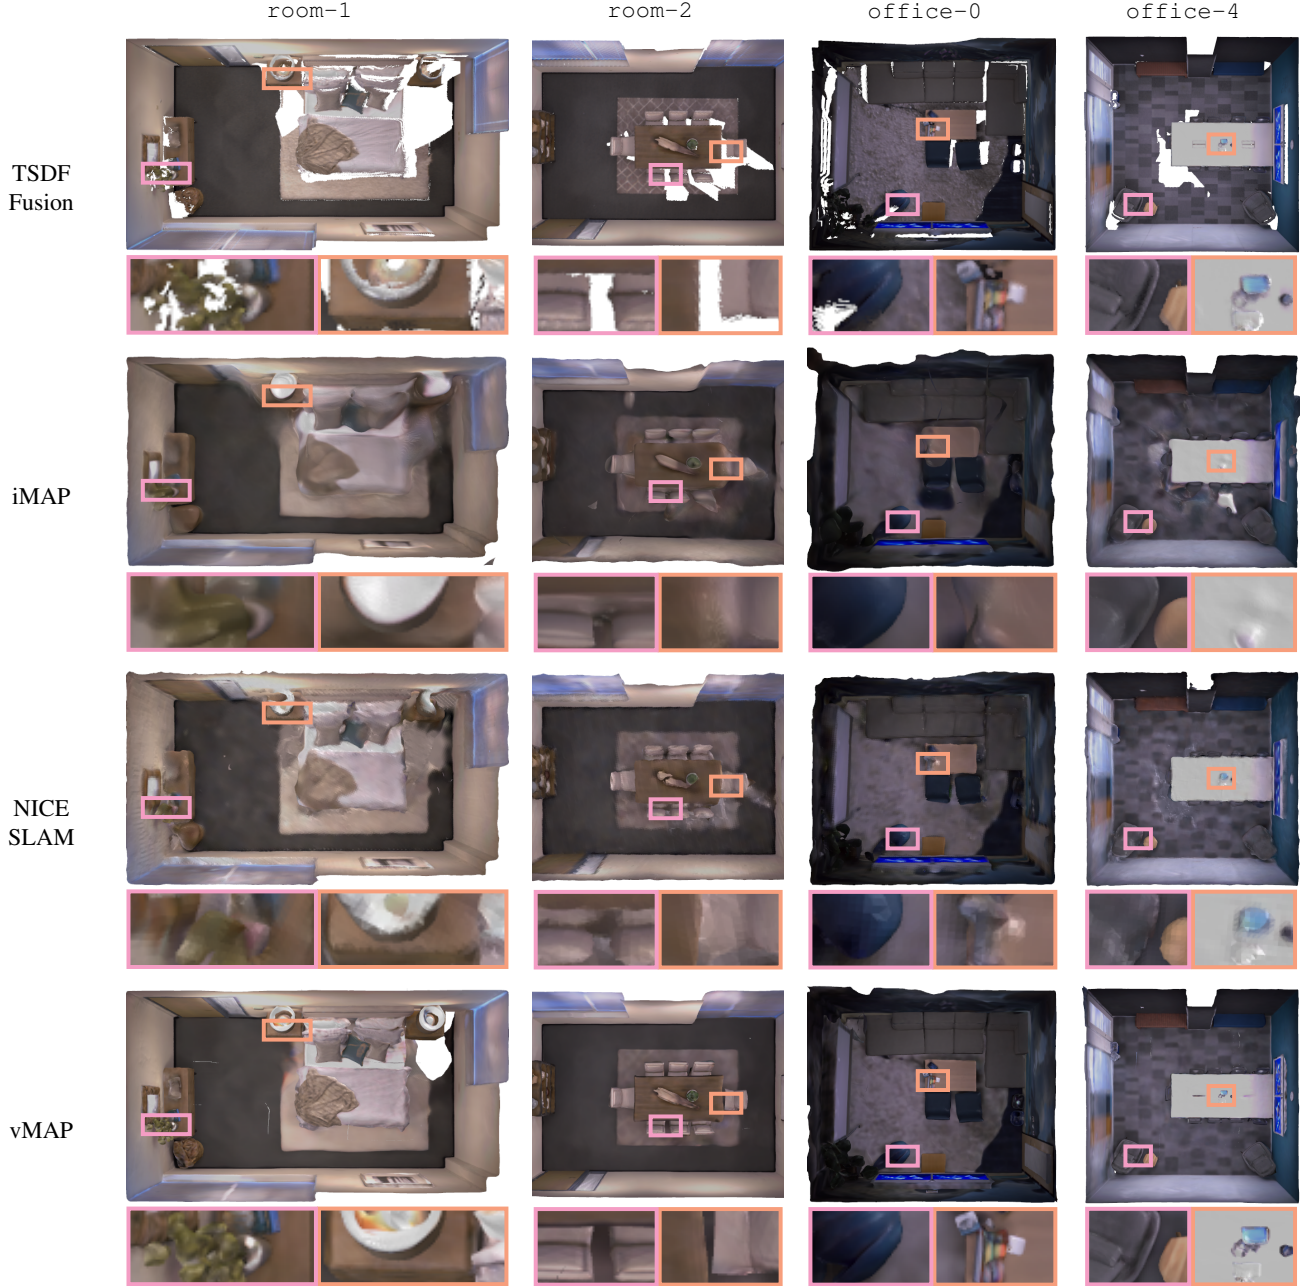 room-1
room-2
office-0
office-4
TSDF
Fusion
iMAP
NICE
SLAM
vMAP